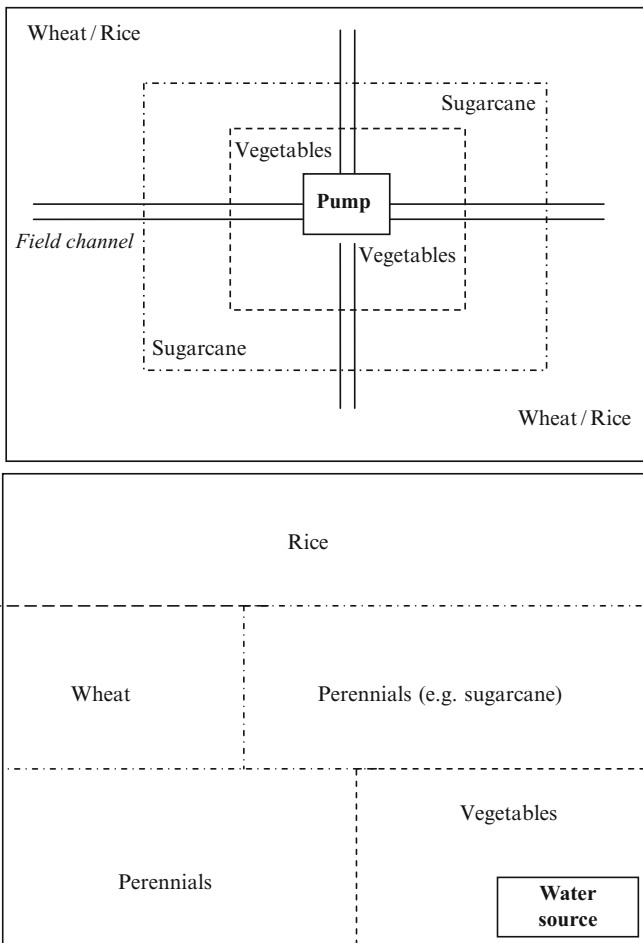 Wheat / Rice
Sugarcane
Vegetables
Pump
Field channel
Vegetables
Sugarcane
Wheat / Rice
Rice
Wheat
Perennials (e.g. sugarcane)
Vegetables
Perennials
Water
source